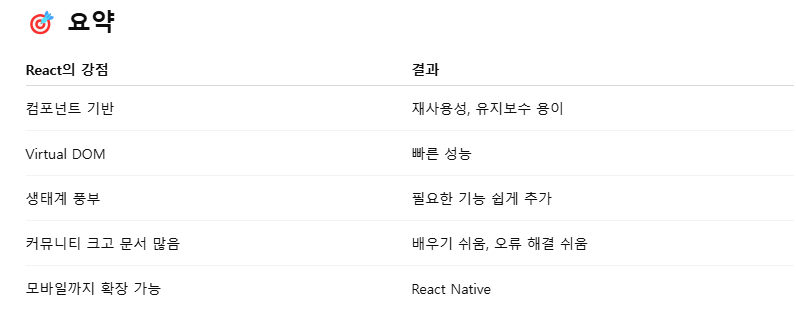 🎯 요약
React의 강점 결과
컴포넌트 기반 재사용성, 유지보수 용이
Virtual DOM 빠른 성능
생태계 풍부 필요한 기능 쉽게 추가
커뮤니티 크고 문서 많음 배우기 쉬움, 오류 해결 쉬움
모바일까지 확장 가능 React Native